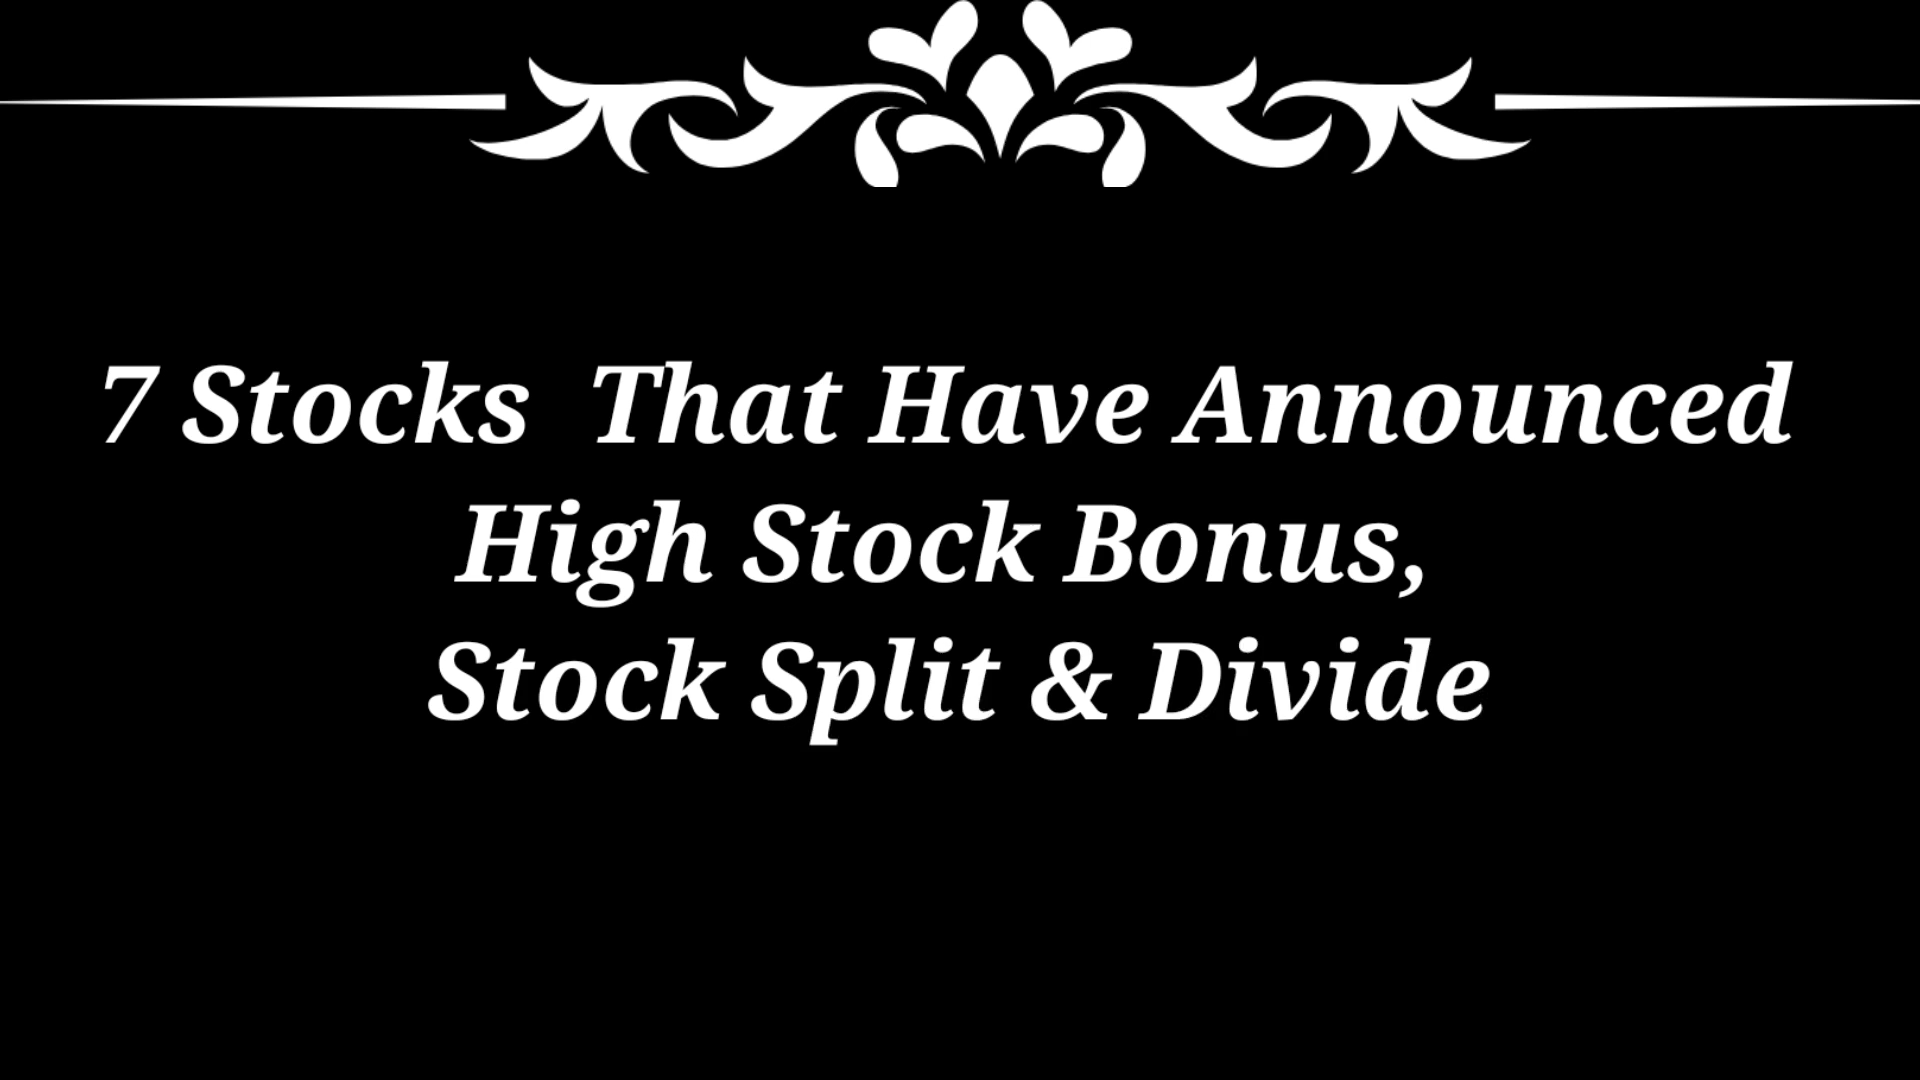 7 Stocks  That Have Announced
High Stock Bonus,
Stock Split & Divide